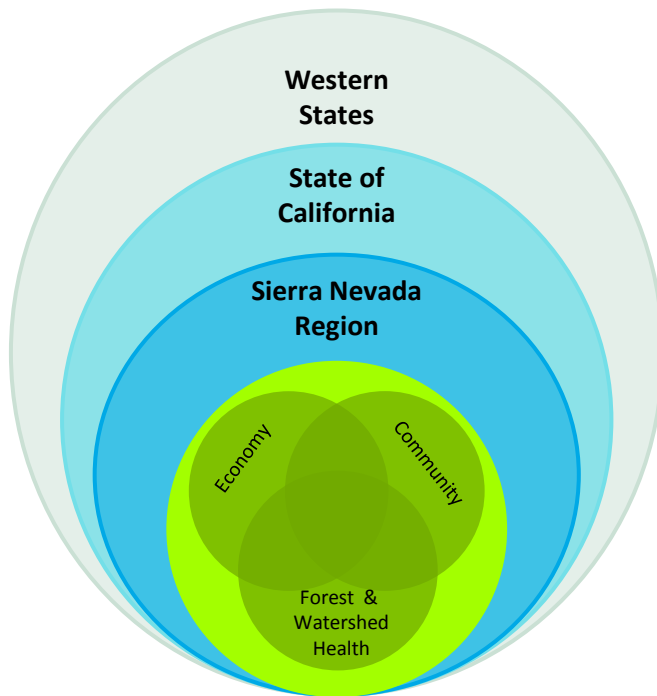 Western
States
State of
California
Sierra Nevada
Region
Economy
Community
Forest &
Watershed
Health